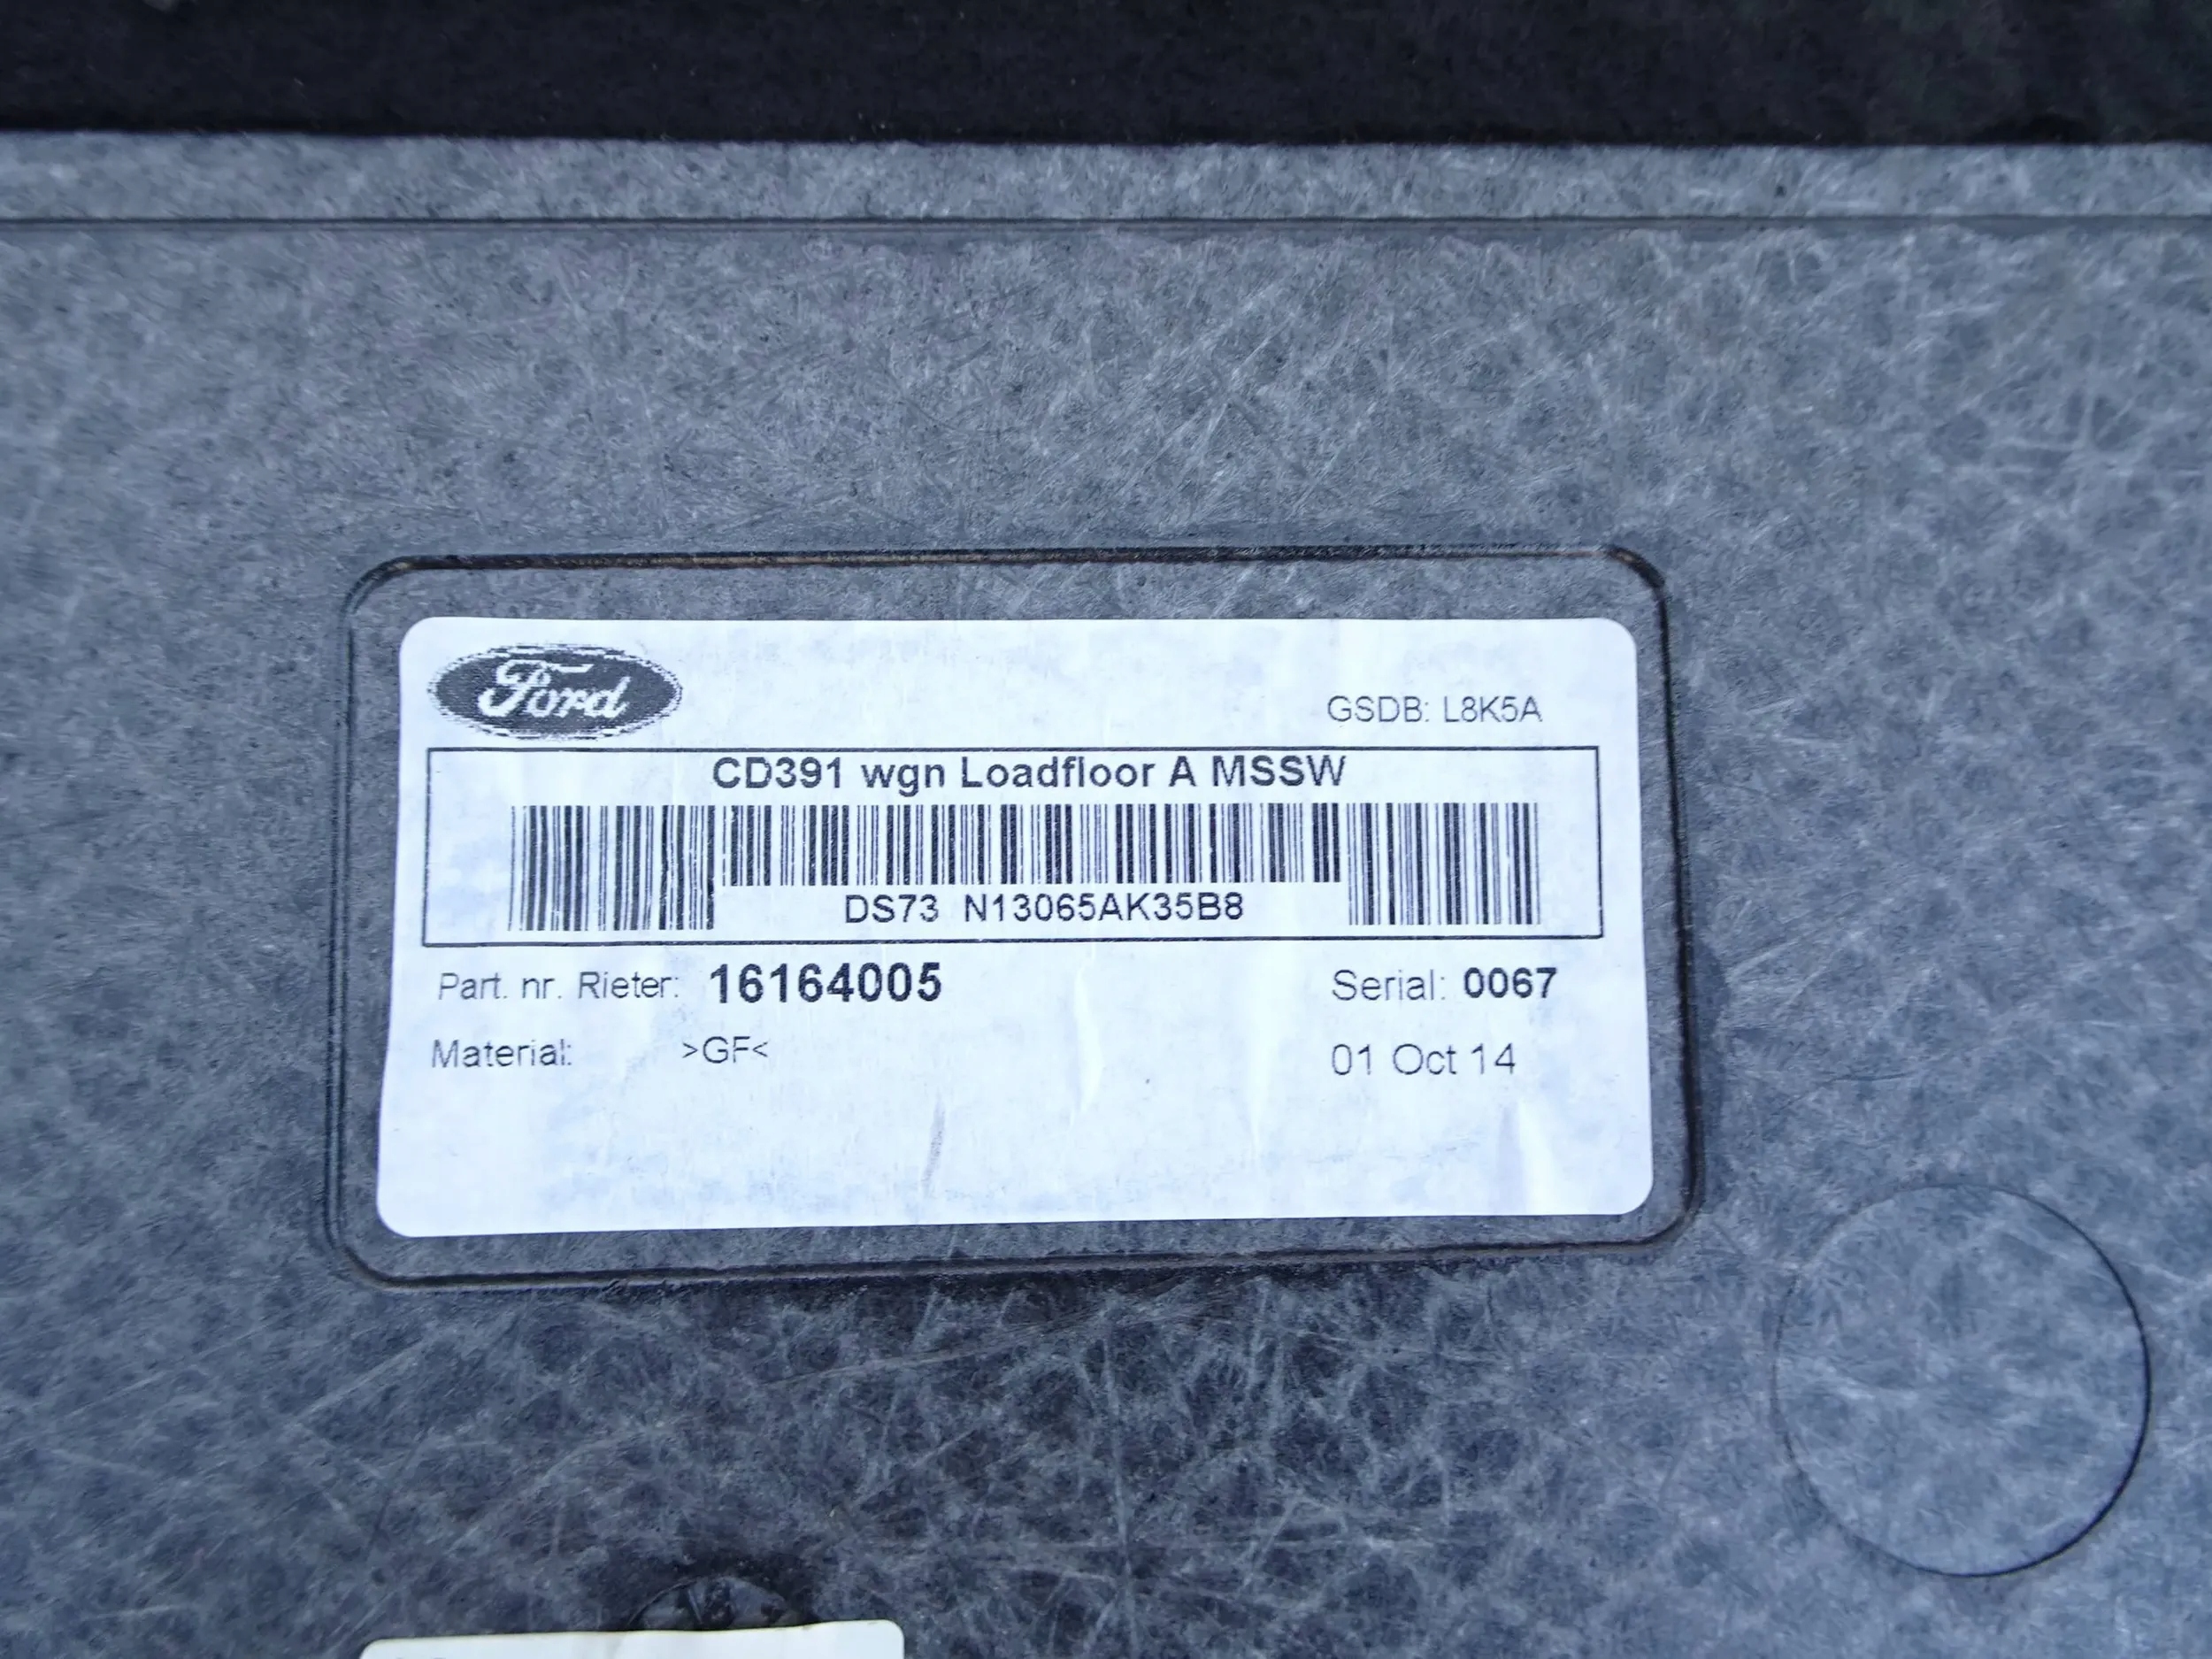 Ford
GSDB: L8K5A
CD391 wgn Loadfloor A MSSW
DS73 N13065AK35B8
Part. nr. Rieter: 16164005
Serial: 0067
Material: >GF<
01 Oct 14